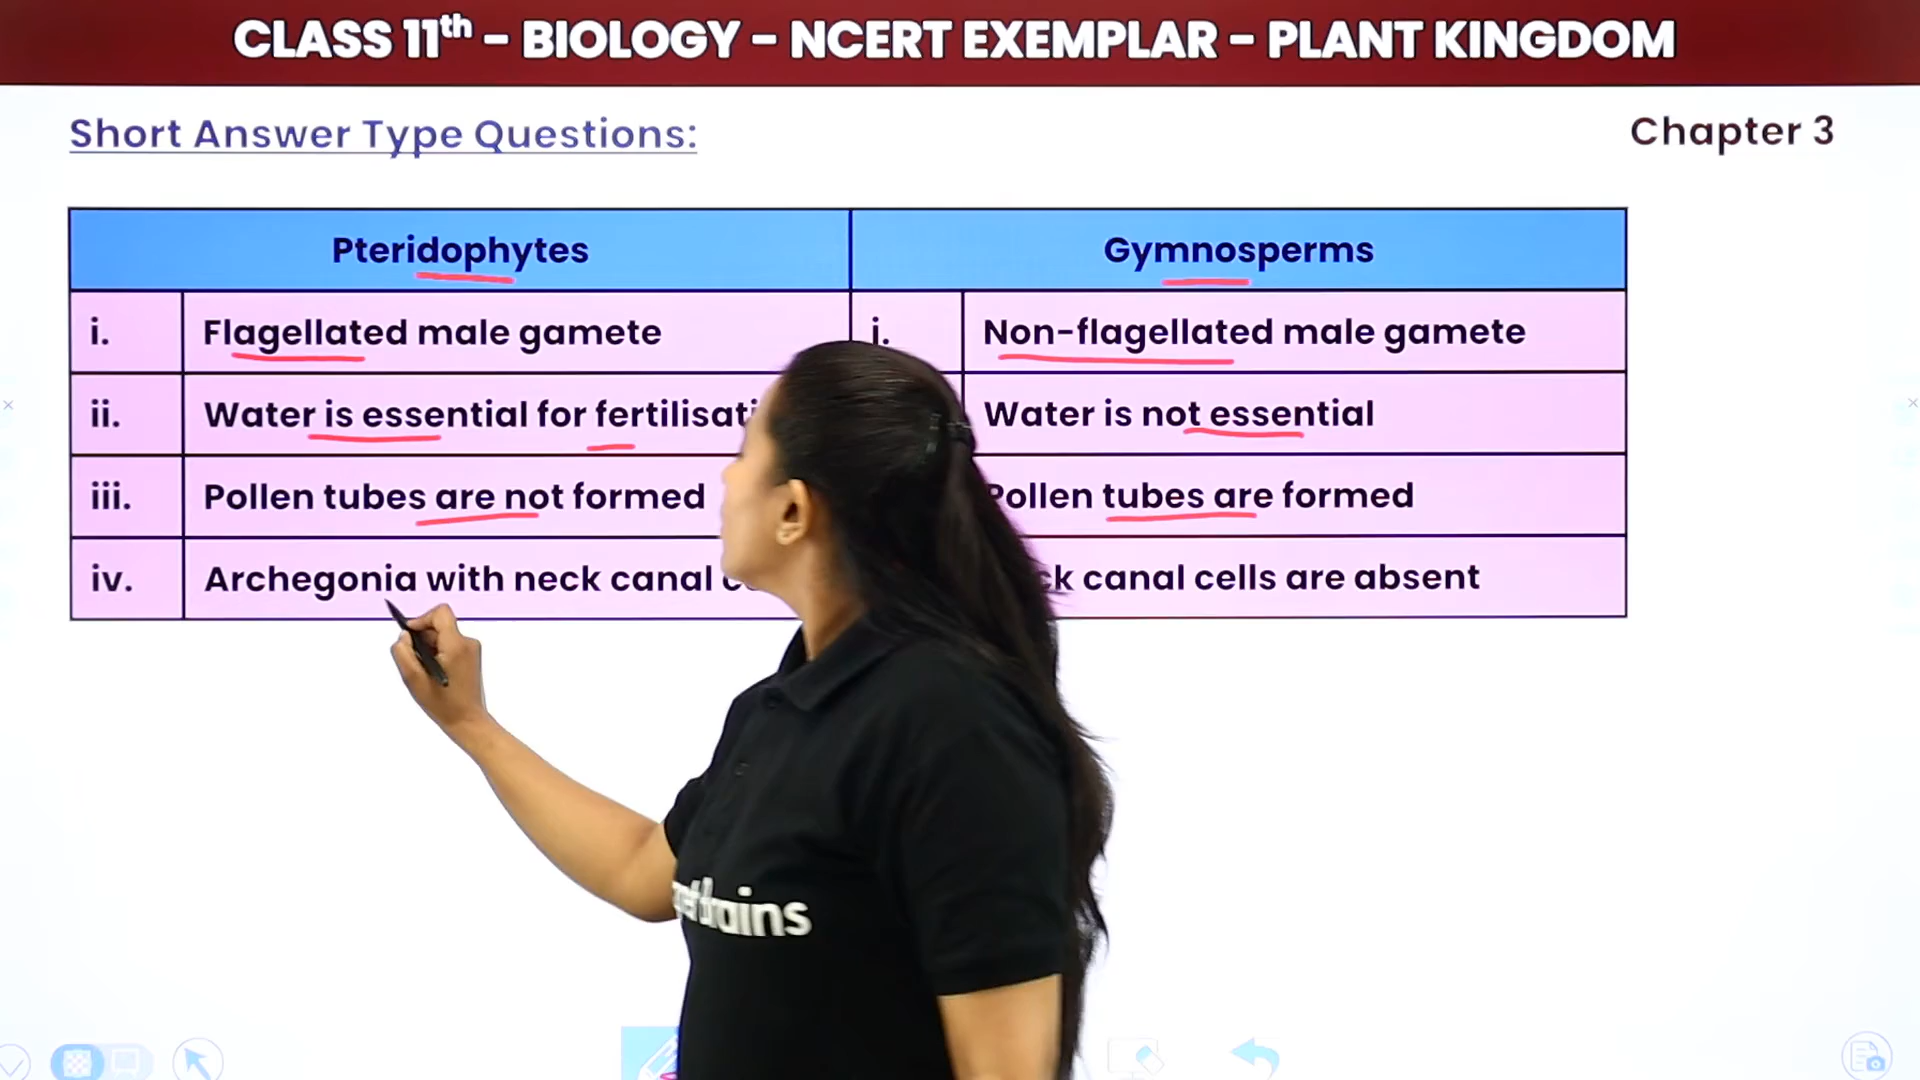 CLASS 11th - BIOLOGY - NCERT EXEMPLAR - PLANT KINGDOM
Short Answer Type Questions:
Chapter 3
Pteridophytes Gymnosperms
i. Flagellated male gamete i. Non-flagellated male gamete
ii. Water is essential for Water is not essential
iii. Pollen tubes are not formed Pollen tubes are formed
iv. Archegonia with neck canal canal cells are absent